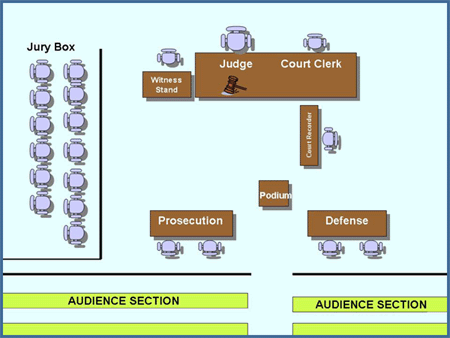 Jury Box
Judge
Court Clerk
Witness
Stand
Court Recorder
Podium
Prosecution
Defense
AUDIENCE SECTION
AUDIENCE SECTION